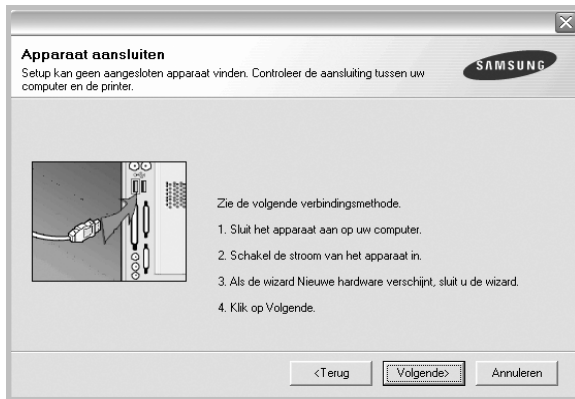 Apparaat aansluiten
Setup kan geen aangesloten apparaat vinden. Controleer de aansluiting tussen uw
computer en de printer.
SAMSUNG
Zie de volgende verbindingsmethode.
1. Sluit het apparaat aan op uw computer.
2. Schakel de stroom van het apparaat in.
3. Als de wizard Nieuwe hardware verschijnt, sluit u de wizard.
4. Klik op Volgende.
<Terug
Volgende>
Annuleren